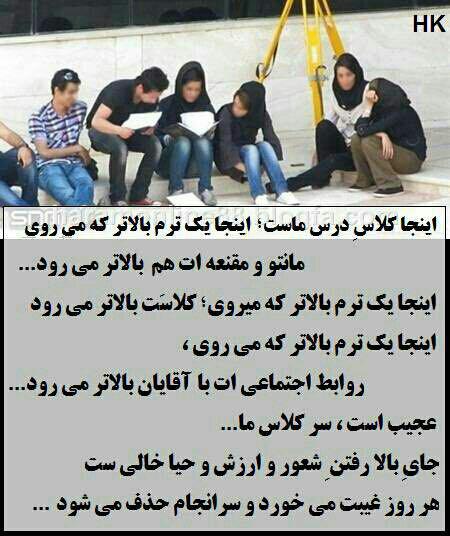 HK
اینجا کلاسِ درس ماست؛ اینجا یک ترم بالاتر که می روی
مانتو و مقنعه ات هم بالاتر می رود...
اینجا یک ترم بالاتر که میروی؛ کلاسَت بالاتر می رود
اینجا یک ترم بالاتر که می روی ،
روابط اجتماعی ات با آقایان بالاتر می رود...
عجیب است ، سر کلاس ما...
جایِ بالا رفتنِ شعور و ارزش و حیا خالی ست
هر روز غیبت می خورد و سرانجام حذف می شود ...